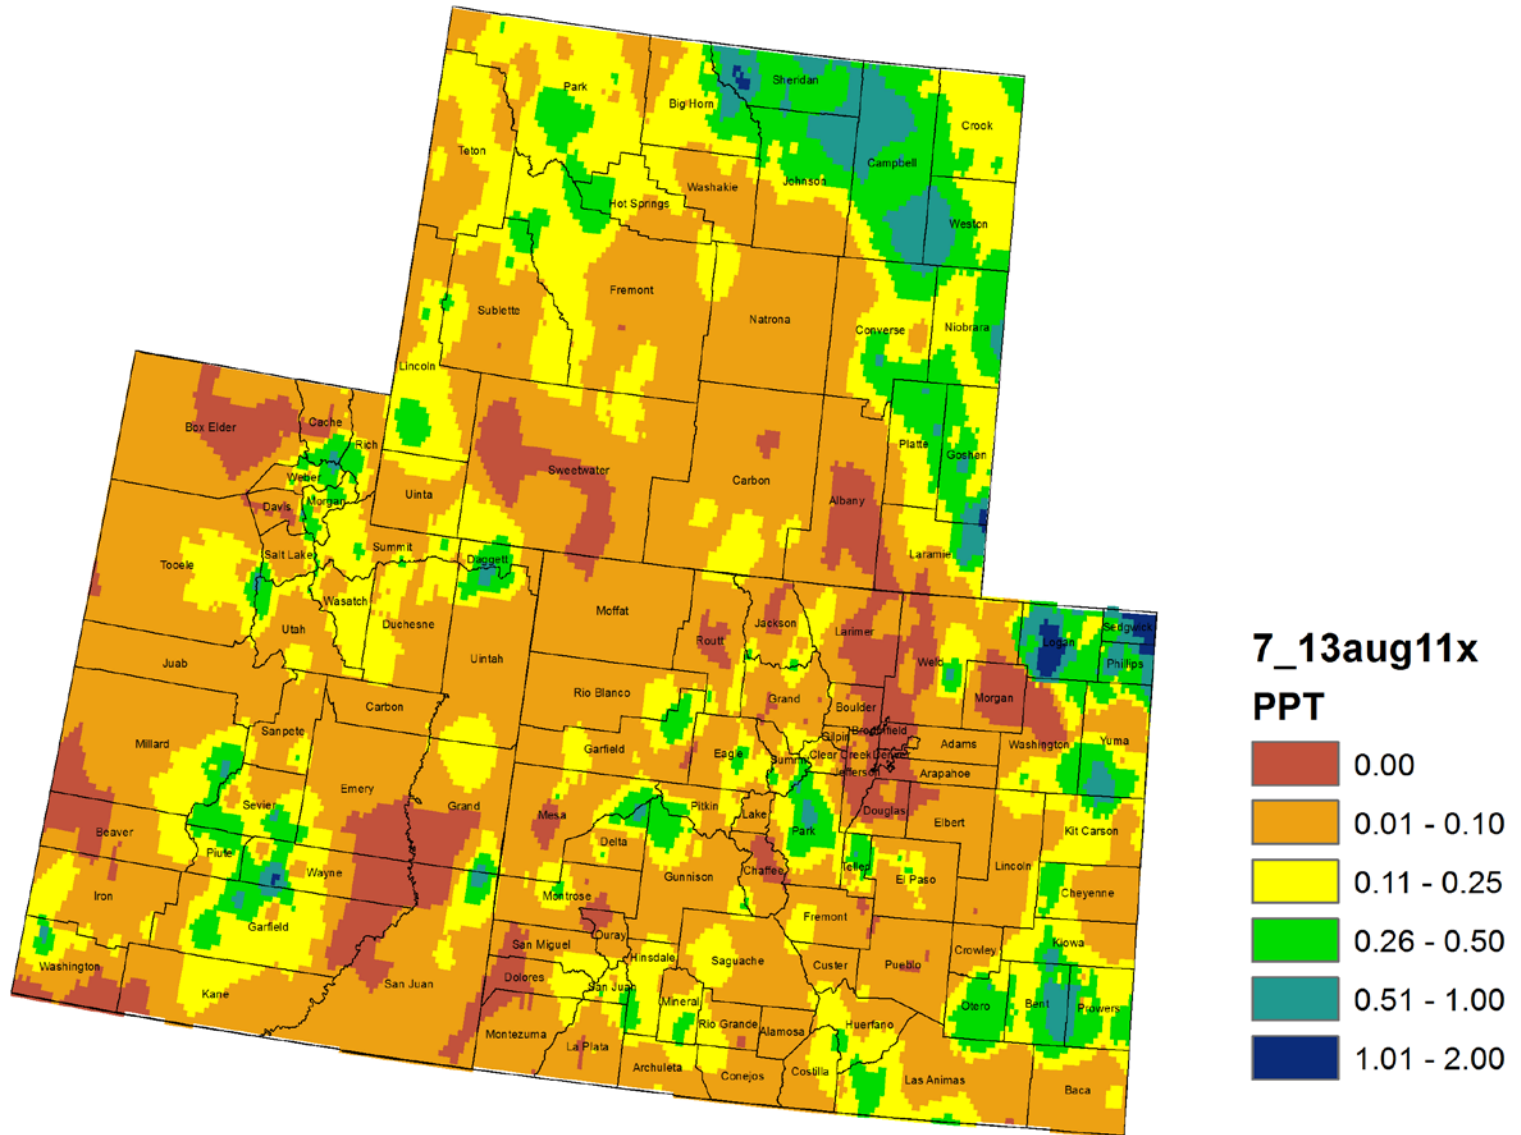 Park
Big Horn
Sheridan
Crook
Teton
Campbell
Johnson
Washakie
Hot Springs
Weston
Fremont
Sublette
Natrona
Converse
Niobrara
Lincoln
Box Elder
Cache
Rich
Platte
Goshen
Sweetwater
Carbon
Albany
Weber
Uinta
Davis
Morgan
Laramie
Salt Lake
Summit
Daggett
Tooele
Wasatch
Duchesne
Utah
Moffat
Jackson
Routt
Larimer
Weld
Logan
Sedgwick
Phillips
Juab
Uintah
Rio Blanco
Grand
Boulder
Morgan
Carbon
Sanpete
Millard
Garfield
Eagle
Gilpin
Broomfield
Clear Creek
Denver
Summit
Jefferson
Adams
Arapahoe
Washington
Yuma
Emery
Grand
Sevier
Mesa
Pitkin
Lake
Park
Douglas
Elbert
Kit Carson
Beaver
Piute
Wayne
Delta
Gunnison
Chaffee
Teller
El Paso
Lincoln
Cheyenne
Iron
Montrose
Garfield
Fremont
Ouray
San Miguel
Hinsdale
Saguache
Custer
Pueblo
Crowley
Kiowa
Washington
Kane
San Juan
Dolores
San Juan
Mineral
Rio Grande
Alamosa
Huerfano
Otero
Bent
Prowers
Montezuma
La Plata
Archuleta
Conejos
Costilla
Las Animas
Baca
7_13aug11x
PPT
0.00
0.01 - 0.10
0.11 - 0.25
0.26 - 0.50
0.51 - 1.00
1.01 - 2.00